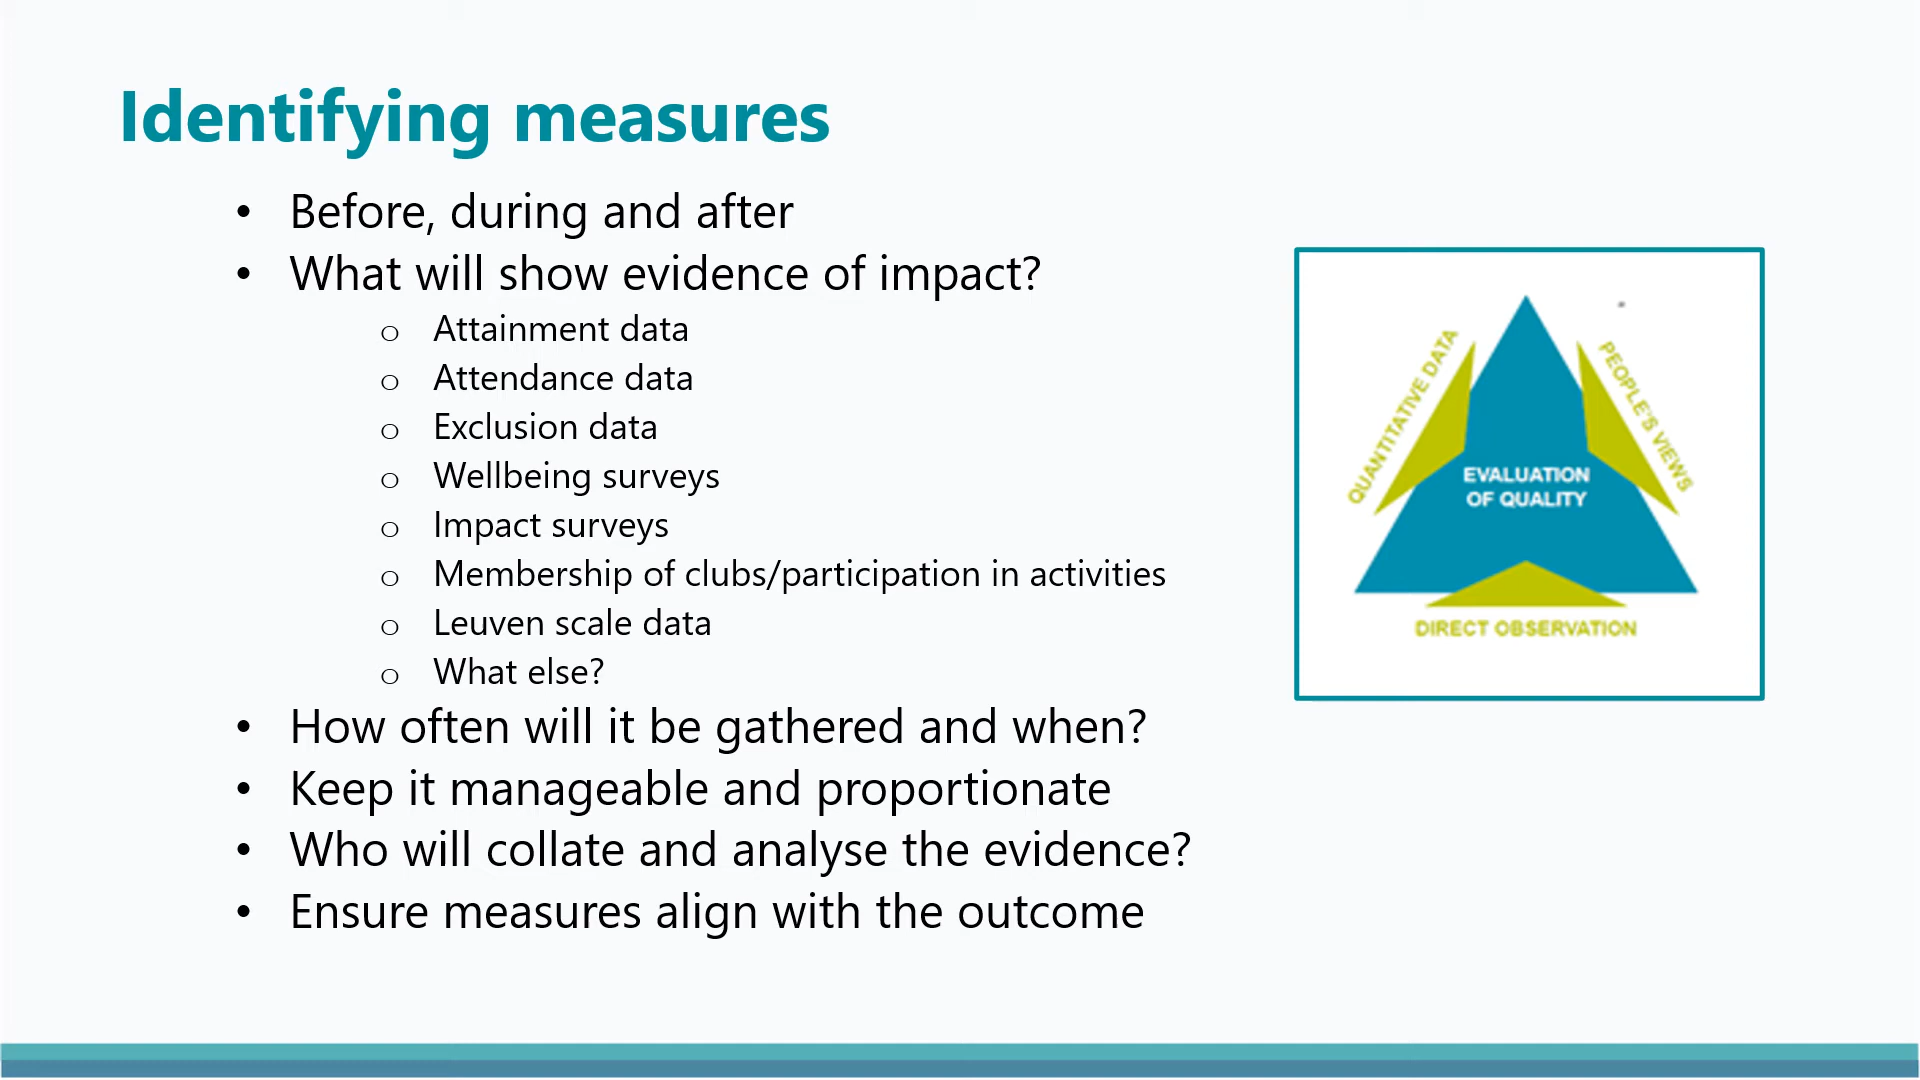 Identifying measures
• Before, during and after
• What will show evidence of impact?
o Attainment data
o Attendance data
o Exclusion data
o Wellbeing surveys
o Impact surveys
o Membership of clubs/participation in activities
o Leuven scale data
o What else?
• How often will it be gathered and when?
• Keep it manageable and proportionate
• Who will collate and analyse the evidence?
• Ensure measures align with the outcome
QUANTITATIVE DATA
PEOPLE'S VIEWS
EVALUATION
OF QUALITY
DIRECT OBSERVATION